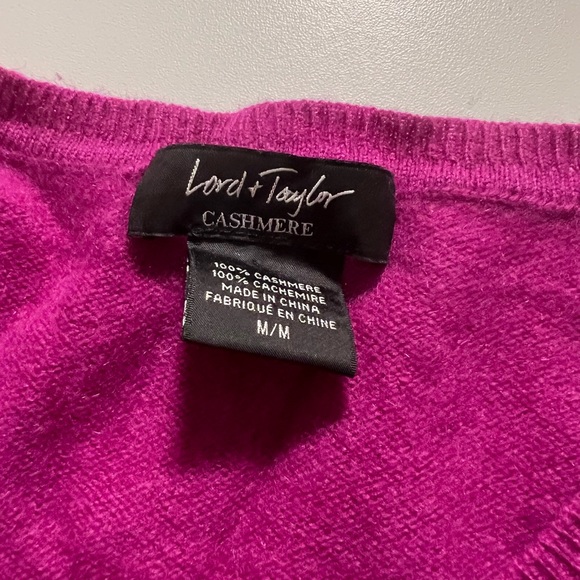 Lord + Taylor
CASHMERE
100% CASHMERE
100% CACHEMIRE
MADE IN CHINA
FABRIQUÉ EN CHINE
M/M